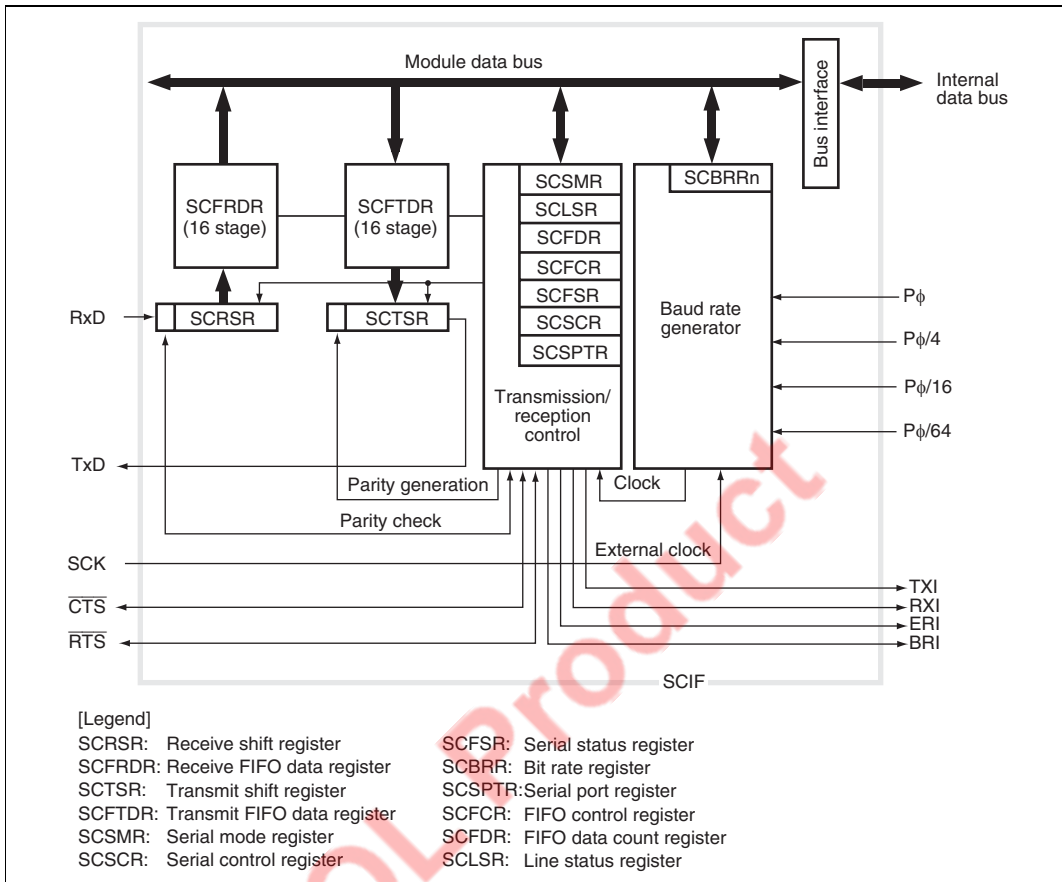 Module data bus
Bus interface
Internal
data bus
SCFRDR
(16 stage)
SCFTDR
(16 stage)
SCSMR
SCLSR
SCFDR
SCFCR
SCFSR
SCSCR
SCSPTR
Transmission/
reception
control
SCBRRn
Baud rate
generator
RxD
SCRSR
SCTSR
Pϕ
Pϕ/4
Pϕ/16
Pϕ/64
TxD
Parity generation
Clock
Parity check
SCK
External clock
CTS
RTS
TXI
RXI
ERI
BRI
SCIF
[Legend]
SCRSR: Receive shift register
SCFRDR: Receive FIFO data register
SCTSR: Transmit shift register
SCFTDR: Transmit FIFO data register
SCSMR: Serial mode register
SCSCR: Serial control register
SCFSR: Serial status register
SCBRR: Bit rate register
SCSPTR: Serial port register
SCFCR: FIFO control register
SCFDR: FIFO data count register
SCLSR: Line status register
OL Product